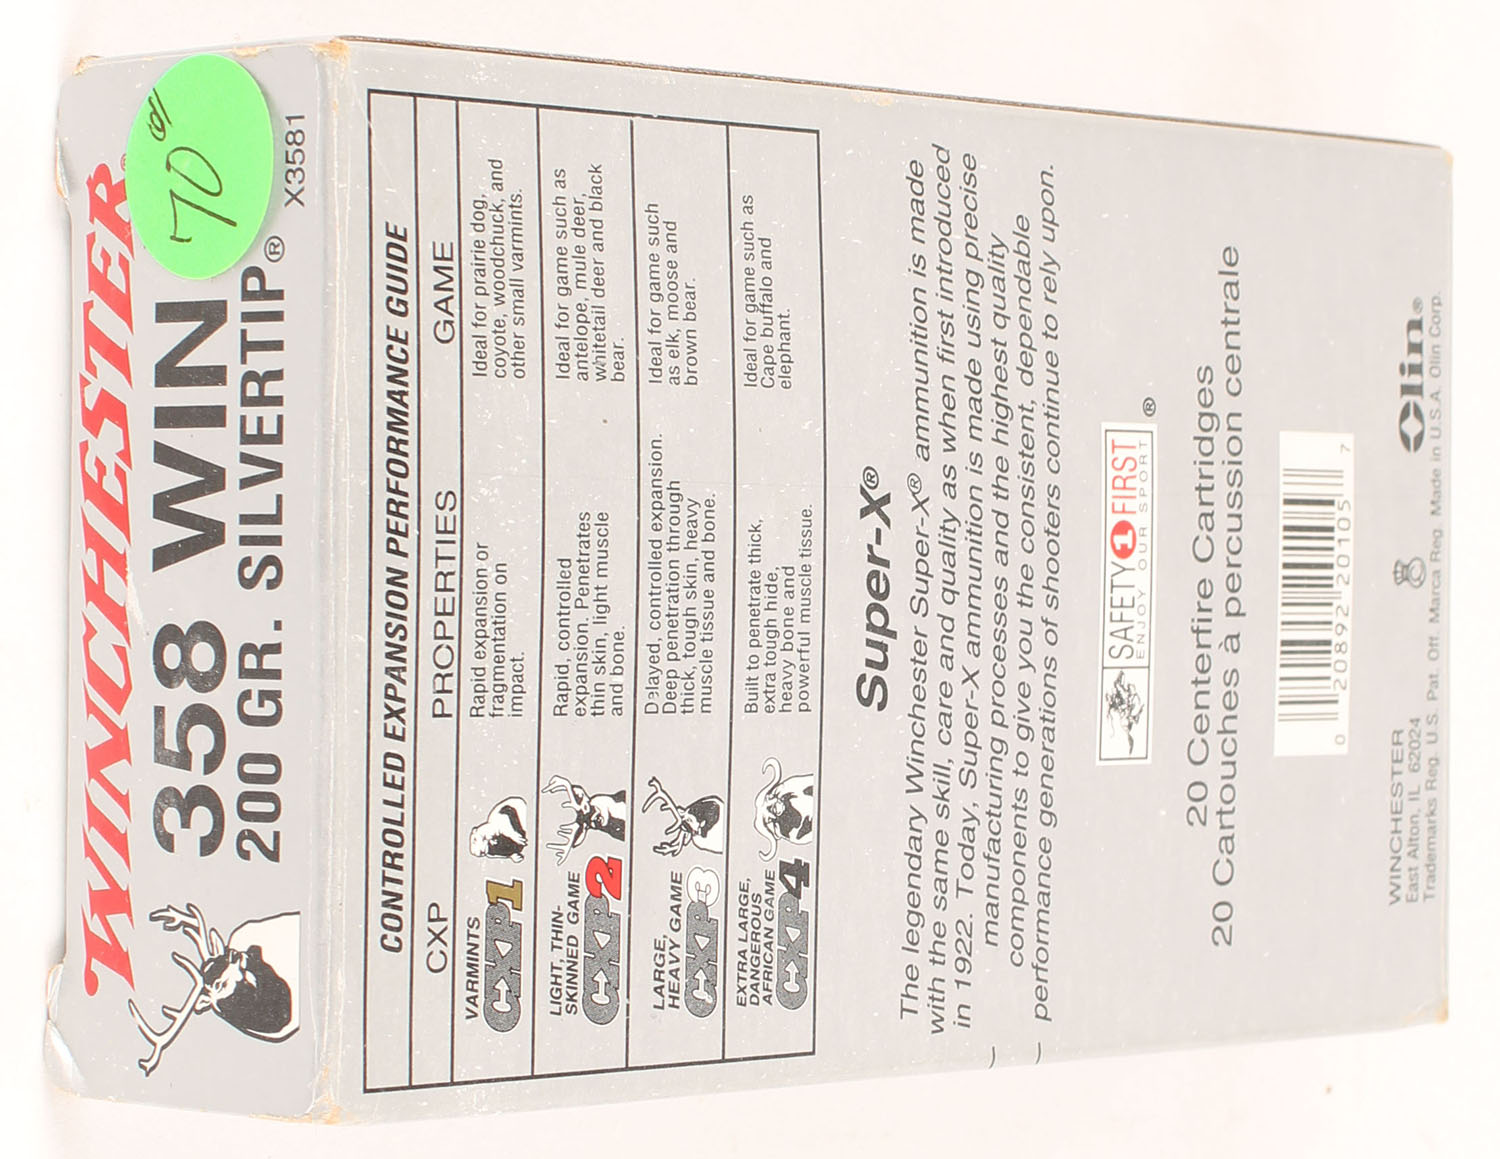 WINCHESTER®
70 00
358 WIN
200 GR. SILVERTIP®
X3581
CONTROLLED EXPANSION PERFORMANCE GUIDE
CXP PROPERTIES GAME
VARMINTS
CXP1
Rapid expansion or
fragmentation on
impact.
Ideal for prairie dog,
coyote, woodchuck, and
other small varmints.
LIGHT, THIN-
SKINNED GAME
CXP2
Rapid, controlled
expansion. Penetrates
thin skin, light muscle
and bone.
Ideal for game such as
antelope, mule deer,
whitetail deer and black
bear.
LARGE,
HEAVY GAME
CXP3
Delayed, controlled expansion.
Deep penetration through
thick, tough skin, heavy
muscle tissue and bone.
Ideal for game such
as elk, moose and
brown bear.
EXTRA LARGE,
DANGEROUS
AFRICAN GAME
CXP4
Built to penetrate thick,
extra tough hide,
heavy bone and
powerful muscle tissue.
Ideal for game such as
Cape buffalo and
elephant.
Super-X®
The legendary Winchester Super-X® ammunition is made
with the same skill, care and quality as when first introduced
in 1922. Today, Super-X ammunition is made using precise
manufacturing processes and the highest quality
components to give you the consistent, dependable
performance generations of shooters continue to rely upon.
SAFETY 1 FIRST®
ENJOY OUR SPORT
20 Centerfire Cartridges
20 Cartouches à percussion centrale
0 20892 20105 7
WINCHESTER
East Alton, IL 62024
Olin®
Trademarks Reg. U.S. Pat. Off. Marca Reg. Made in U.S.A. Olin Corp.